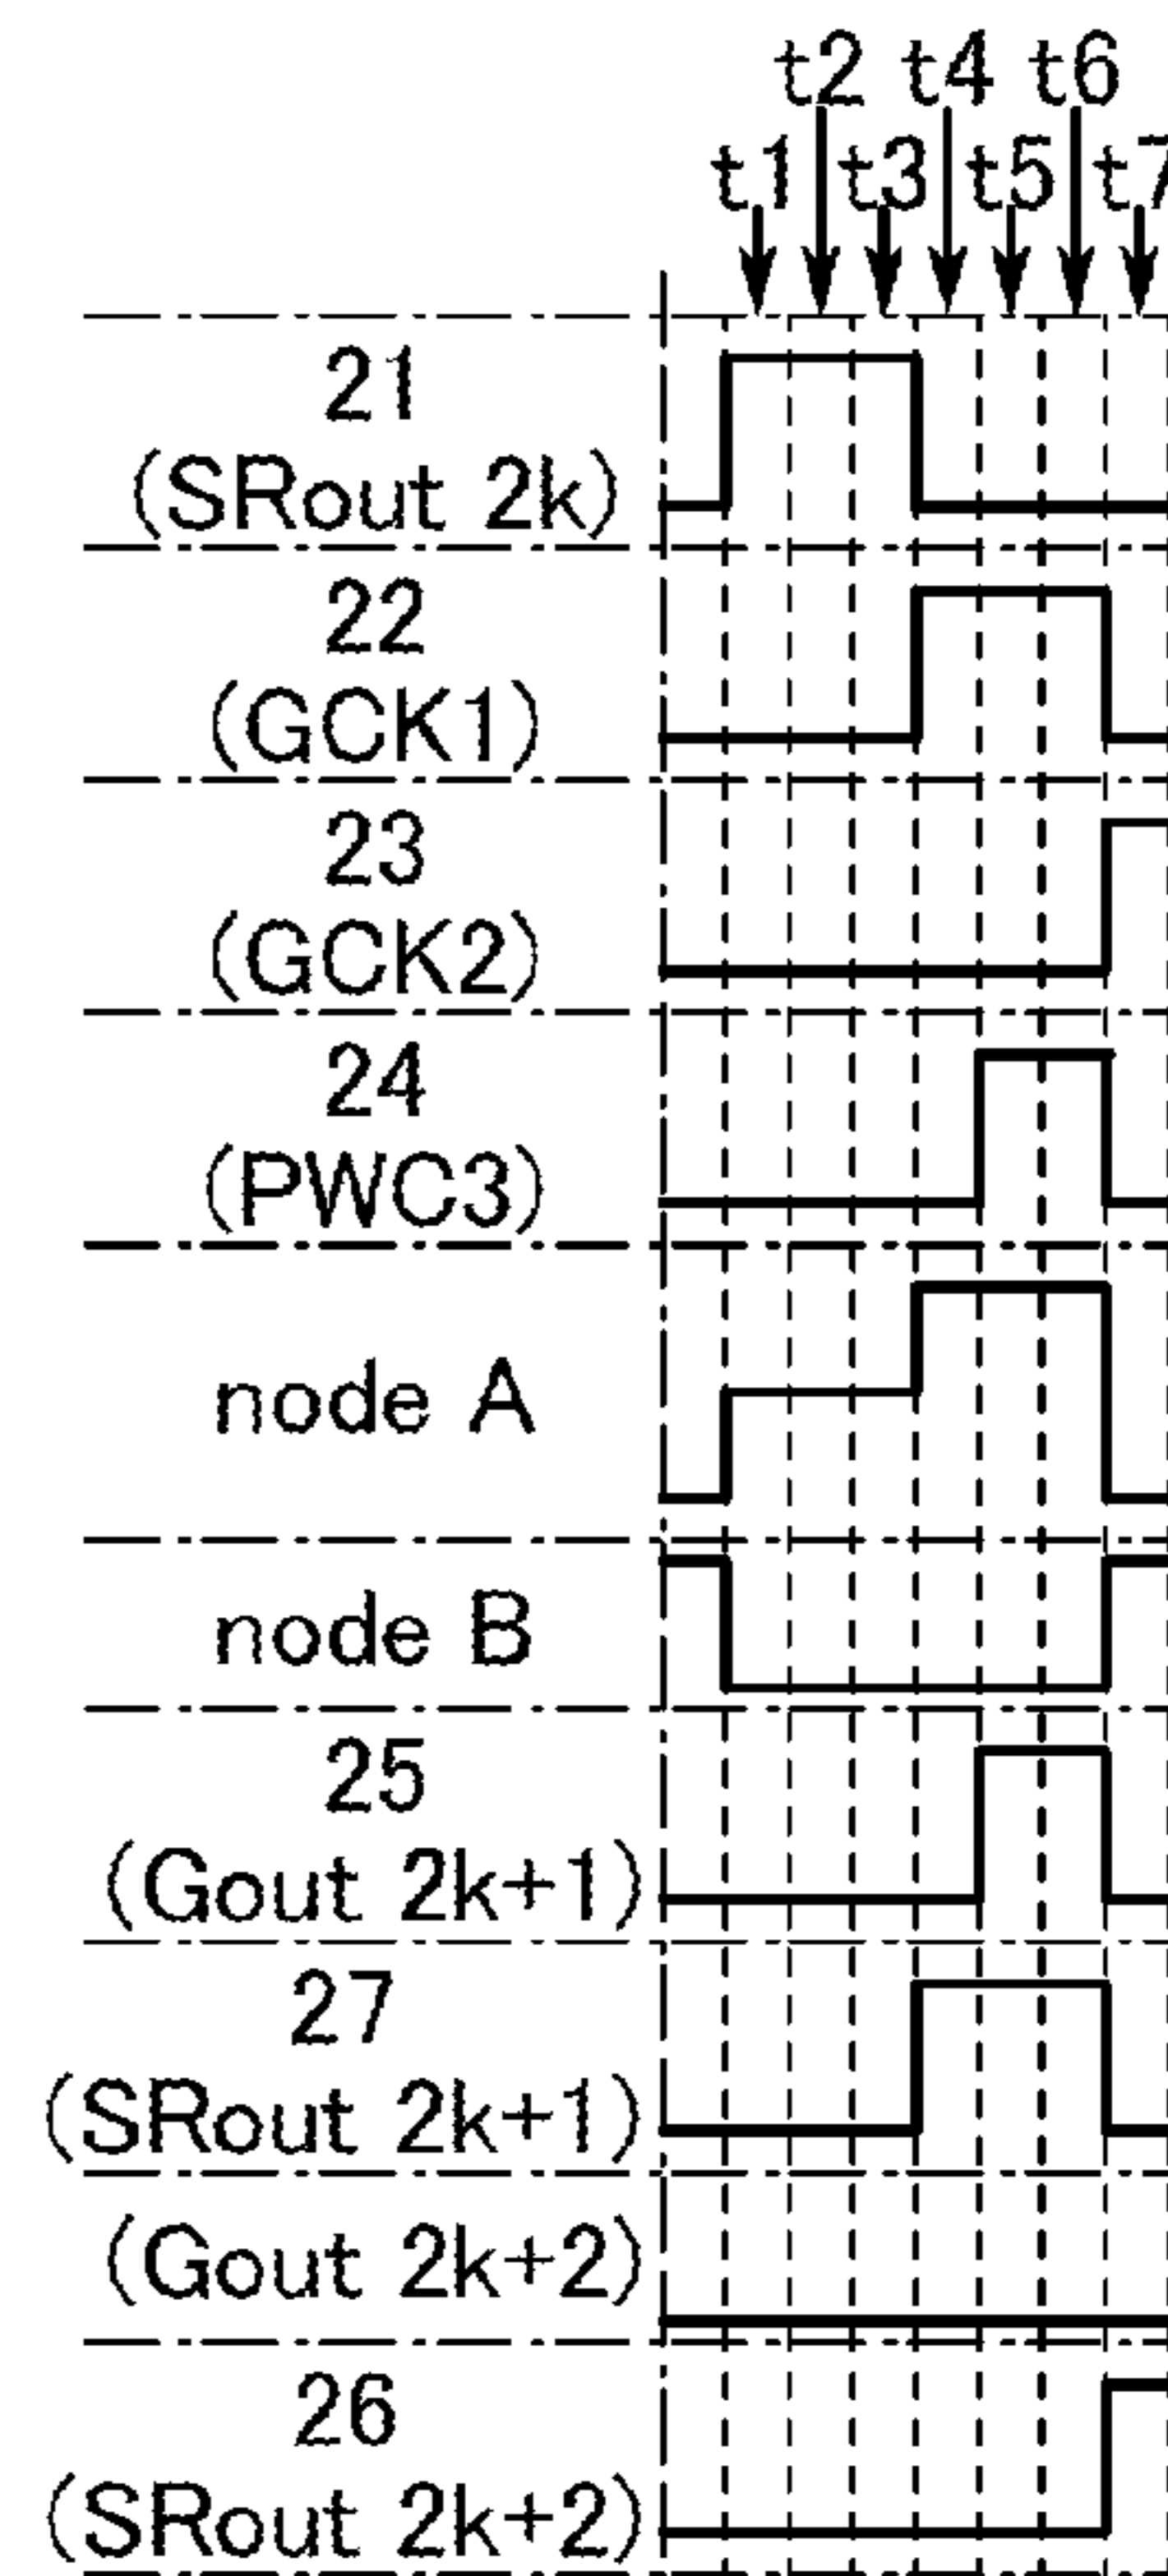 t2 t4 t6
t1 t3 t5 t7
21
(SRout 2k)
22
(GCK1)
23
(GCK2)
24
(PWC3)
node A
node B
25
(Gout 2k+1)
27
(SRout 2k+1)
(Gout 2k+2)
26
(SRout 2k+2)